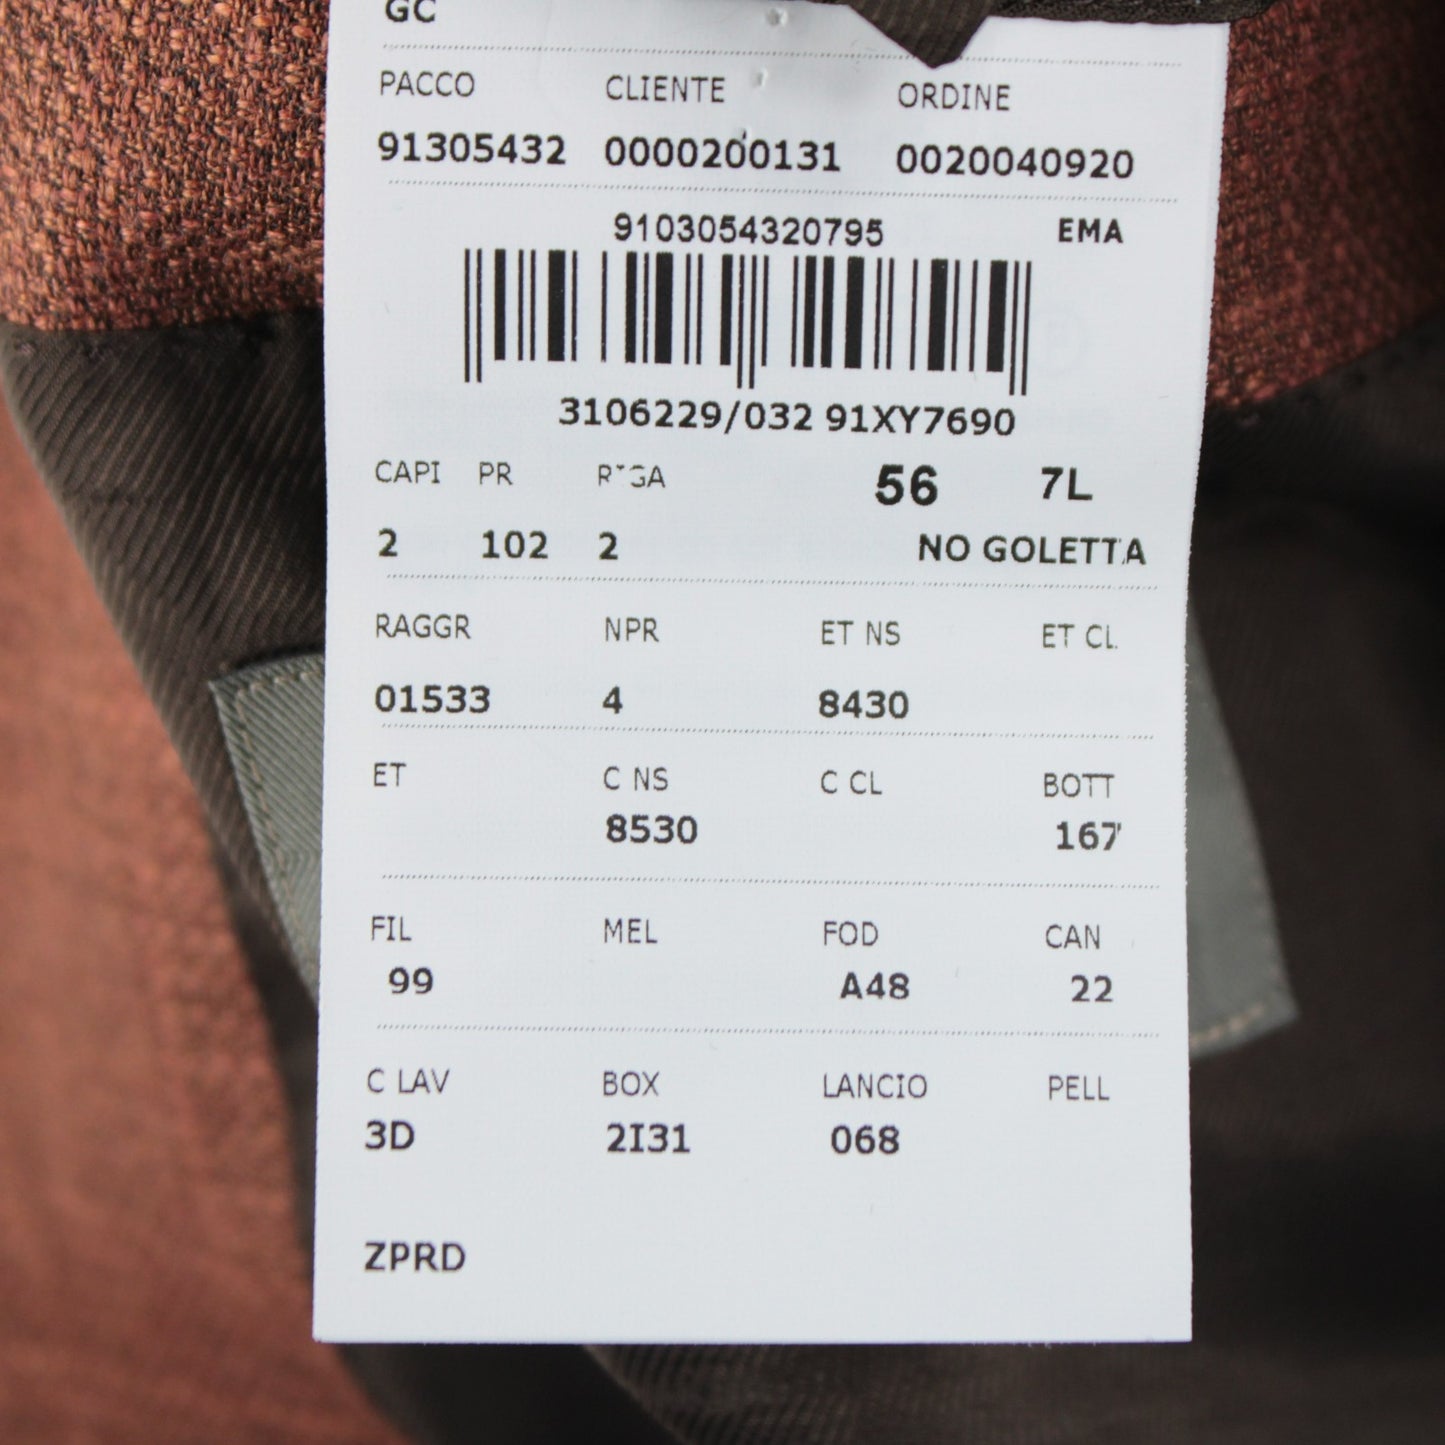 GC
PACCO CLIENTE ORDINE
91305432 0000200131 0020040920
9103054320795 EMA
3106229/032 91XY7690
CAPI PR RIGA 56 7L
2 102 2 NO GOLETTA
RAGGR NPR ET NS ET CL
01533 4 8430
ET C NS C CL BOTT
8530 167
FIL MEL FOD CAN
99 A48 22
C LAV BOX LANCIO PELL
3D 2I31 068
ZPRD